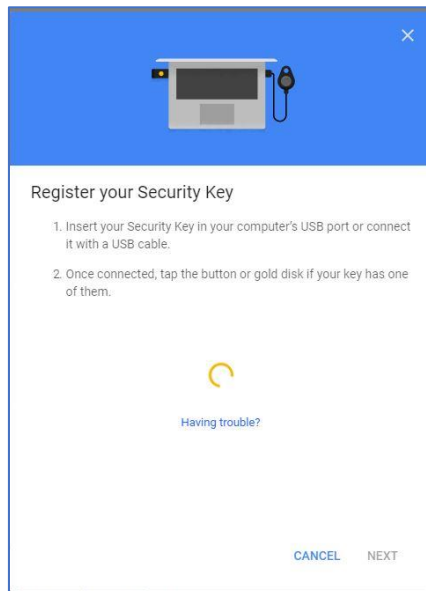 Register your Security Key
1. Insert your Security Key in your computer's USB port or connect
it with a USB cable.
2. Once connected, tap the button or gold disk if your key has one
of them.
Having trouble?
CANCEL NEXT